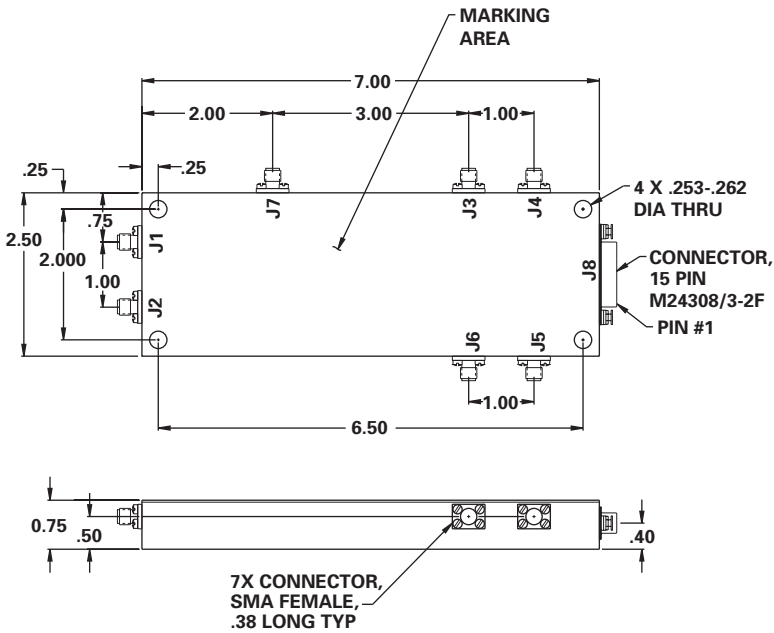 MARKING
AREA
7.00
2.00
3.00
1.00
.25
.25
J7
J3
J4
4 X .253-.262
DIA THRU
.75
J1
2.50
2.000
1.00
J2
J8
CONNECTOR,
15 PIN
M24308/3-2F
PIN #1
J6
J5
1.00
6.50
0.75
.50
.40
7X CONNECTOR,
SMA FEMALE,
.38 LONG TYP